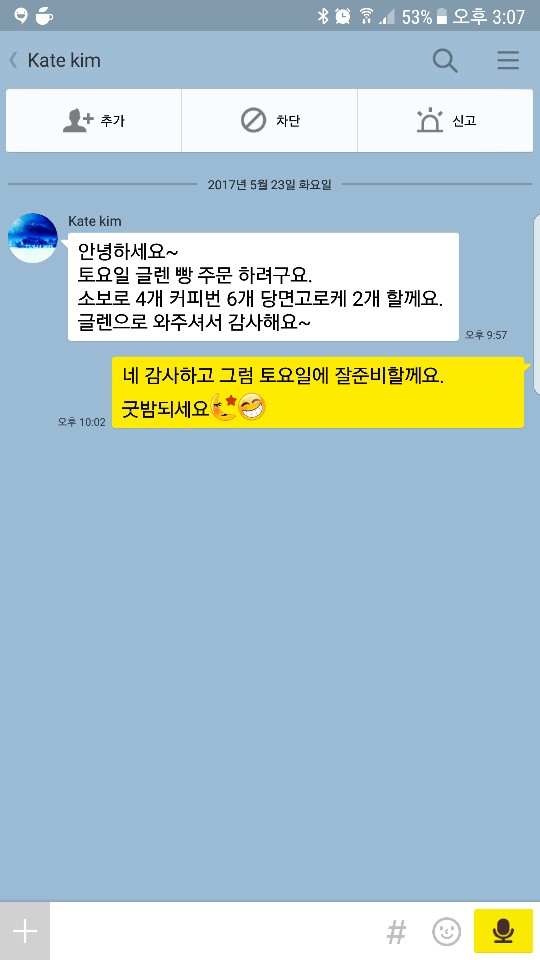 53% 오후 3:07
Kate kim
추가 차단 신고
2017년 5월 23일 화요일
Kate kim
안녕하세요~
토요일 글렌 빵 주문 하려구요.
소보로 4개 커피번 6개 당면고로케 2개 할께요.
글렌으로 와주셔서 감사해요~
오후 9:57
네 감사하고 그럼 토요일에 잘준비할께요.
굿밤되세요
오후 10:02
#